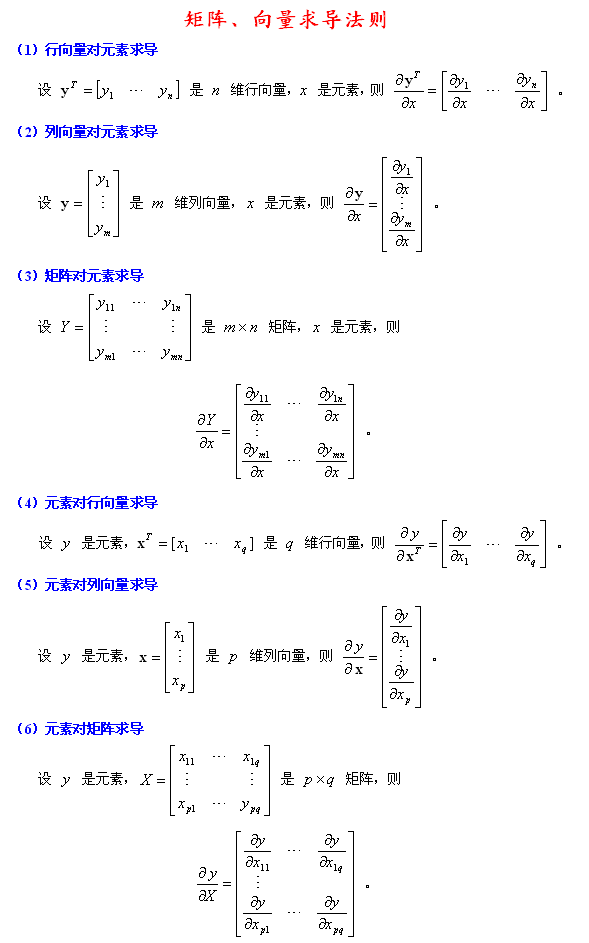 矩阵、向量求导法则
（1）行向量对元素求导
设 $\mathbf{y}^T = [y_1 \ \cdots \ y_n]$ 是 $n$ 维行向量，$x$ 是元素，则 $\frac{\partial \mathbf{y}^T}{\partial x} = \begin{bmatrix} \frac{\partial y_1}{\partial x} & \cdots & \frac{\partial y_n}{\partial x} \end{bmatrix}$ 。
（2）列向量对元素求导
设 $\mathbf{y} = \begin{bmatrix} y_1 \\ \vdots \\ y_m \end{bmatrix}$ 是 $m$ 维列向量，$x$ 是元素，则 $\frac{\partial \mathbf{y}}{\partial x} = \begin{bmatrix} \frac{\partial y_1}{\partial x} \\ \vdots \\ \frac{\partial y_m}{\partial x} \end{bmatrix}$ 。
（3）矩阵对元素求导
设 $Y = \begin{bmatrix} y_{11} & \cdots & y_{1n} \\ \vdots & & \vdots \\ y_{m1} & \cdots & y_{mn} \end{bmatrix}$ 是 $m \times n$ 矩阵，$x$ 是元素，则
$\frac{\partial Y}{\partial x} = \begin{bmatrix} \frac{\partial y_{11}}{\partial x} & \cdots & \frac{\partial y_{1n}}{\partial x} \\ \vdots & & \\ \frac{\partial y_{m1}}{\partial x} & \cdots & \frac{\partial y_{mn}}{\partial x} \end{bmatrix}$ 。
（4）元素对行向量求导
设 $y$ 是元素，$\mathbf{x}^T = [x_1 \ \cdots \ x_q]$ 是 $q$ 维行向量，则 $\frac{\partial y}{\partial \mathbf{x}^T} = \begin{bmatrix} \frac{\partial y}{\partial x_1} & \cdots & \frac{\partial y}{\partial x_q} \end{bmatrix}$ 。
（5）元素对列向量求导
设 $y$ 是元素，$\mathbf{x} = \begin{bmatrix} x_1 \\ \vdots \\ x_p \end{bmatrix}$ 是 $p$ 维列向量，则 $\frac{\partial y}{\partial \mathbf{x}} = \begin{bmatrix} \frac{\partial y}{\partial x_1} \\ \vdots \\ \frac{\partial y}{\partial x_p} \end{bmatrix}$ 。
（6）元素对矩阵求导
设 $y$ 是元素，$X = \begin{bmatrix} x_{11} & \cdots & x_{1q} \\ \vdots & & \vdots \\ x_{p1} & \cdots & y_{pq} \end{bmatrix}$ 是 $p \times q$ 矩阵，则
$\frac{\partial y}{\partial X} = \begin{bmatrix} \frac{\partial y}{\partial x_{11}} & \cdots & \frac{\partial y}{\partial x_{1q}} \\ \vdots & & \\ \frac{\partial y}{\partial x_{p1}} & \cdots & \frac{\partial y}{\partial x_{pq}} \end{bmatrix}$ 。